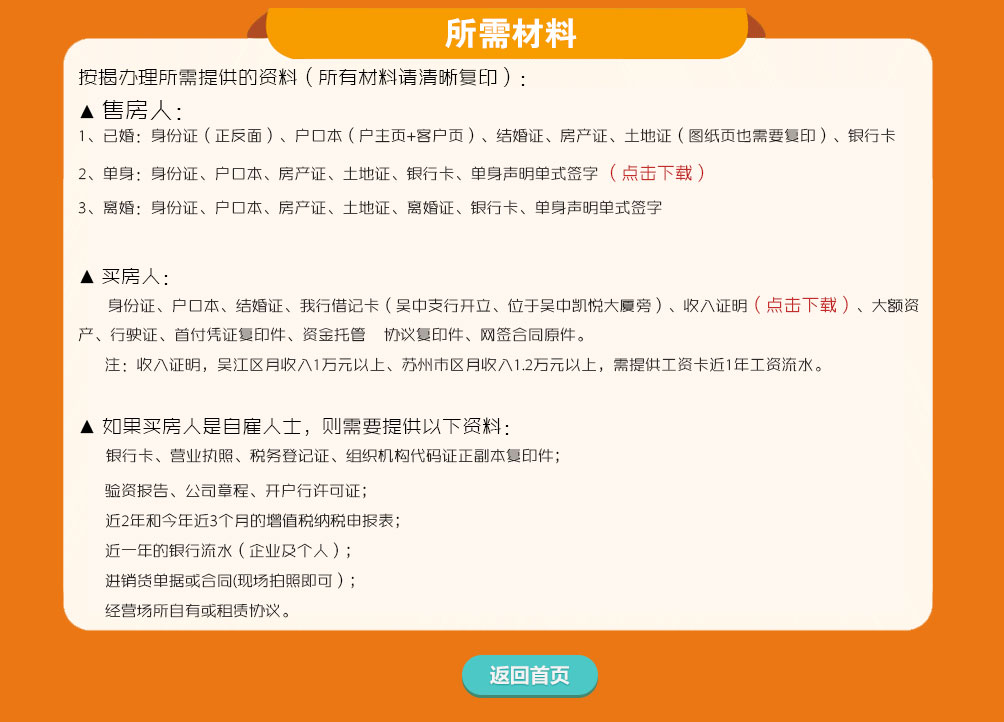 所需材料
按揭办理所需提供的资料（所有材料请清晰复印）:
▲ 售房人:
1、已婚: 身份证（正反面）、户口本（户主页+客户页）、结婚证、房产证、土地证（图纸页也需要复印）、银行卡
2、单身: 身份证、户口本、房产证、土地证、银行卡、单身声明单式签字（点击下载）
3、离婚: 身份证、户口本、房产证、土地证、离婚证、银行卡、单身声明单式签字
▲ 买房人:
身份证、户口本、结婚证、我行借记卡（吴中支行开立、位于吴中凯悦大厦旁）、收入证明（点击下载）、大额资
产、行驶证、首付凭证复印件、资金托管 协议复印件、网签合同原件。
注: 收入证明，吴江区月收入1万元以上、苏州市区月收入1.2万元以上，需提供工资卡近1年工资流水。
▲ 如果买房人是自雇人士，则需要提供以下资料:
银行卡、营业执照、税务登记证、组织机构代码证正副本复印件;
验资报告、公司章程、开户行许可证;
近2年和今年近3个月的增值税纳税申报表;
近一年的银行流水（企业及个人）;
进销货单据或合同(现场拍照即可）;
经营场所自有或租赁协议。
返回首页